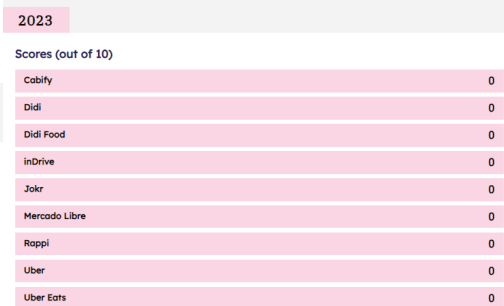 2023
Scores (out of 10)
Cabify 0
Didi 0
Didi Food 0
inDrive 0
Jokr 0
Mercado Libre 0
Rappi 0
Uber 0
Uber Eats 0